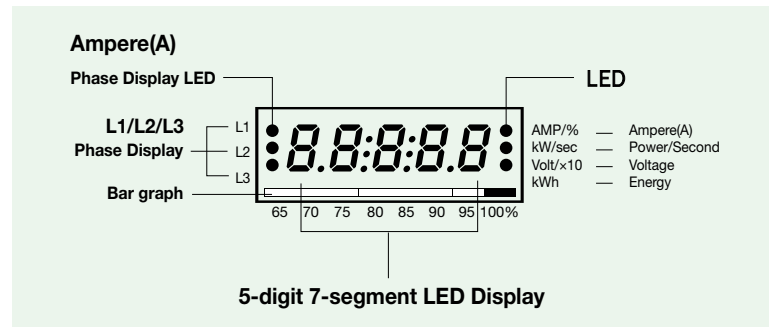 Ampere(A)
Phase Display LED
LED
L1/L2/L3
Phase Display
L1
L2
L3
8.8:8:8.8
AMP/% — Ampere(A)
kW/sec — Power/Second
Volt/×10 — Voltage
kWh — Energy
Bar graph
65 70 75 80 85 90 95 100%
5-digit 7-segment LED Display